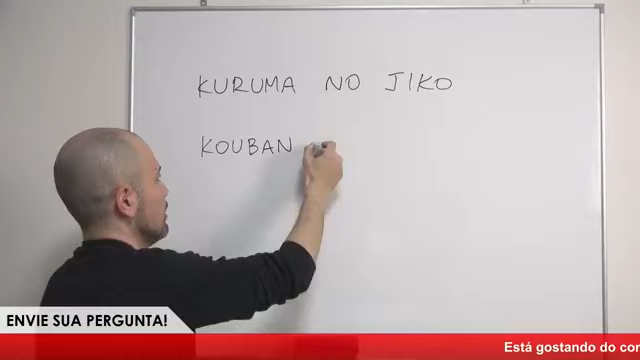 KURUMA NO JIKO
KOUBAN
ENVIE SUA PERGUNTA!
Está gostando do con